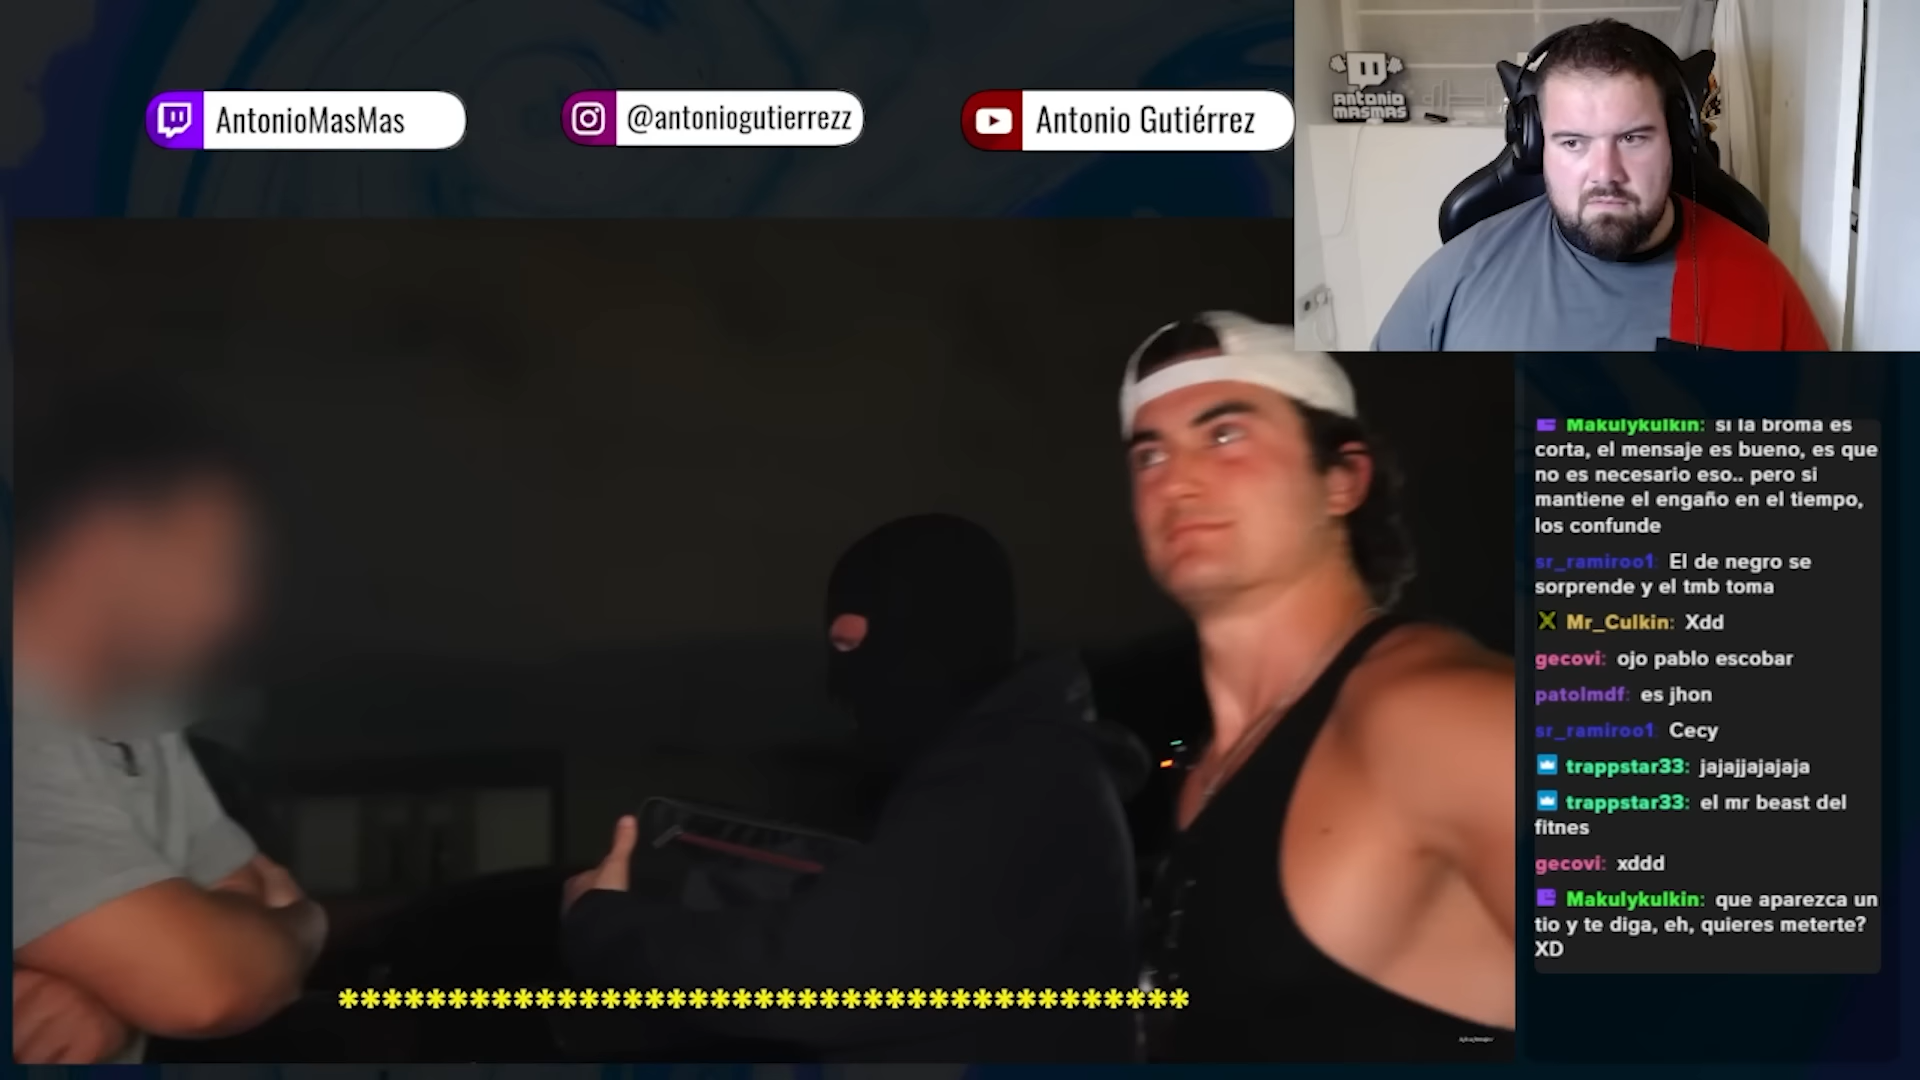 AntonioMasMas
@antoniogutierrezz
Antonio Gutiérrez
antonio
masmas
Makulykulkin: si la broma es
corta, el mensaje es bueno, es que
no es necesario eso.. pero si
mantiene el engaño en el tiempo,
los confunde
sr_ramiroo1: El de negro se
sorprende y el tmb toma
Mr_Culkin: Xdd
gecovi: ojo pablo escobar
patolmdf: es jhon
sr_ramiroo1: Cecy
trappstar33: jajajjajajaja
trappstar33: el mr beast del
fitnes
gecovi: xddd
Makulykulkin: que aparezca un
tio y te diga, eh, quieres meterte?
XD
***************************************